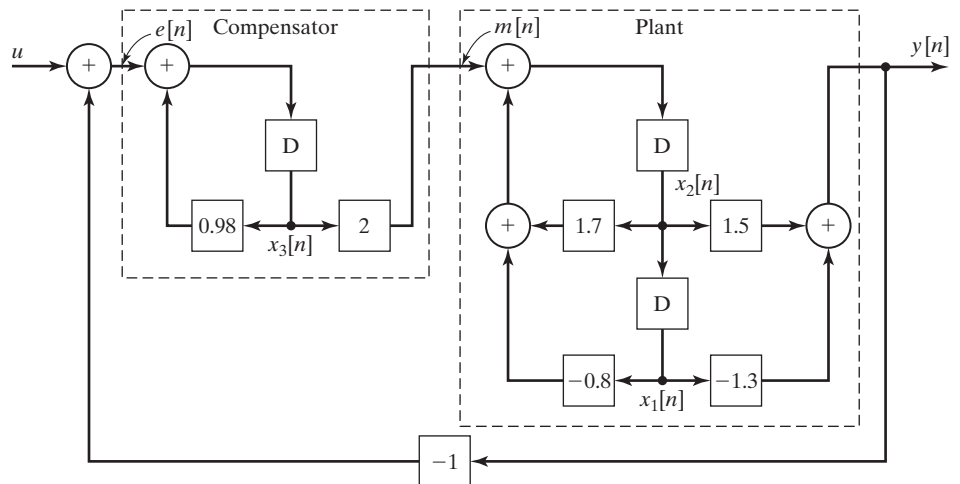 Compensator
Plant
u
+
e[n]
+
m[n]
+
y[n]
D
D
x₂[n]
0.98
2
x₃[n]
+
1.7
1.5
+
D
−0.8
−1.3
x₁[n]
−1